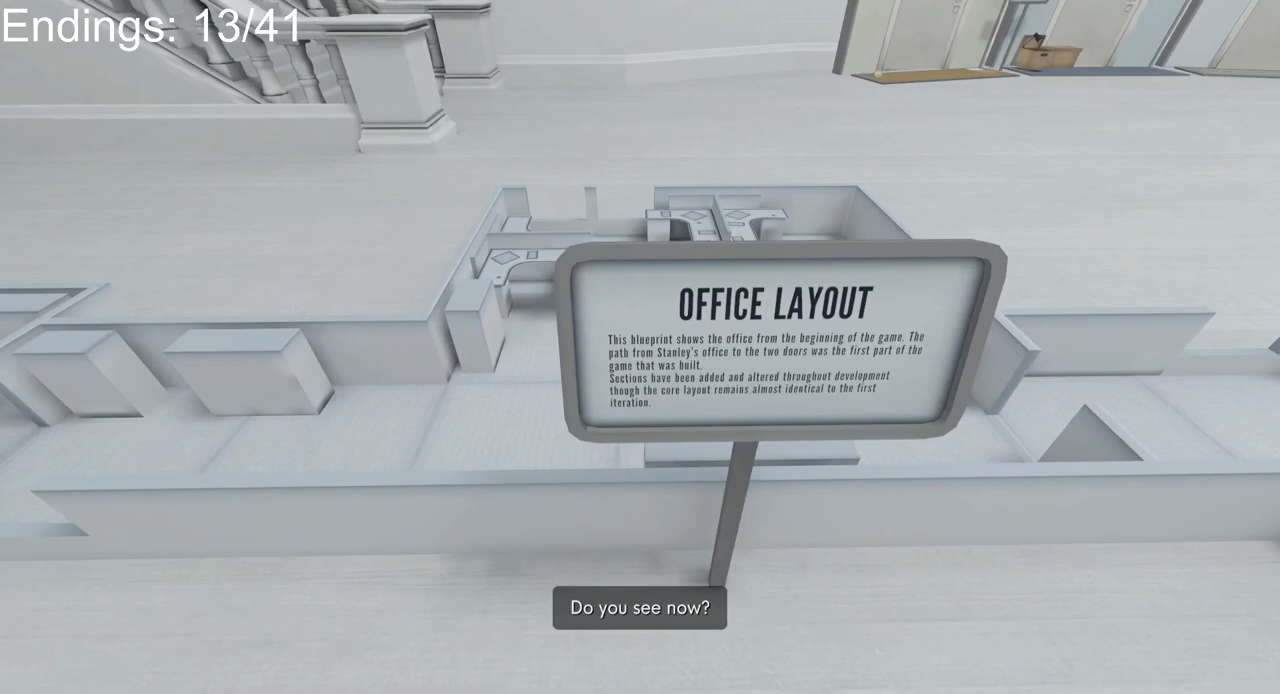 Endings: 13/41
OFFICE LAYOUT
This blueprint shows the office from the beginning of the game. The
path from Stanley's office to the two doors was the first part of the
game that was built.
Sections have been added and altered throughout development
though the core layout remains almost identical to the first
iteration.
Do you see now?